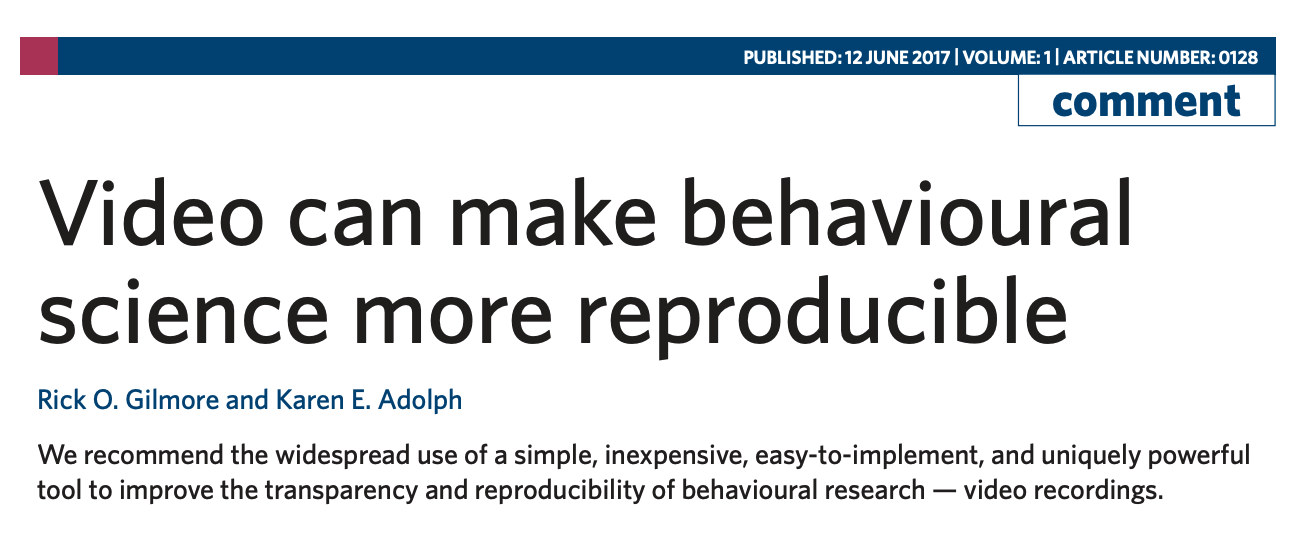 PUBLISHED: 12 JUNE 2017 | VOLUME: 1 | ARTICLE NUMBER: 0128
comment
Video can make behavioural
science more reproducible
Rick O. Gilmore and Karen E. Adolph
We recommend the widespread use of a simple, inexpensive, easy-to-implement, and uniquely powerful
tool to improve the transparency and reproducibility of behavioural research — video recordings.